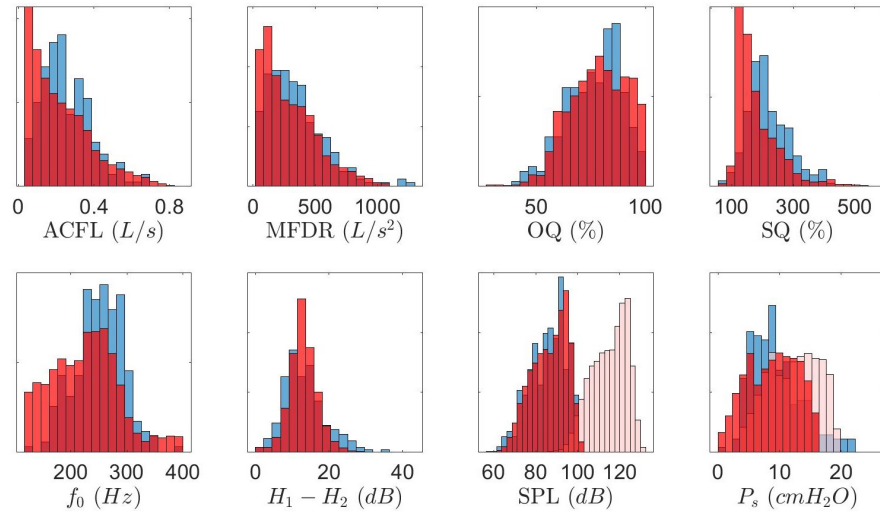 0 0.4 0.8
ACFL (L/s)
0 500 1000
MFDR (L/s²)
50 100
OQ (%)
100 300 500
SQ (%)
200 300 400
f₀ (Hz)
0 20 40
H₁ − H₂ (dB)
60 80 100 120
SPL (dB)
0 10 20
Pₛ (cmH₂O)